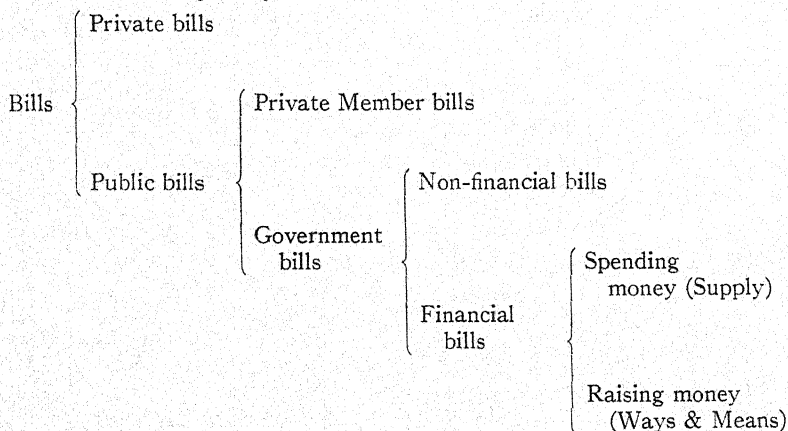 Private bills
Bills
Private Member bills
Public bills
Non-financial bills
Government
bills
Spending
money (Supply)
Financial
bills
Raising money
(Ways & Means)